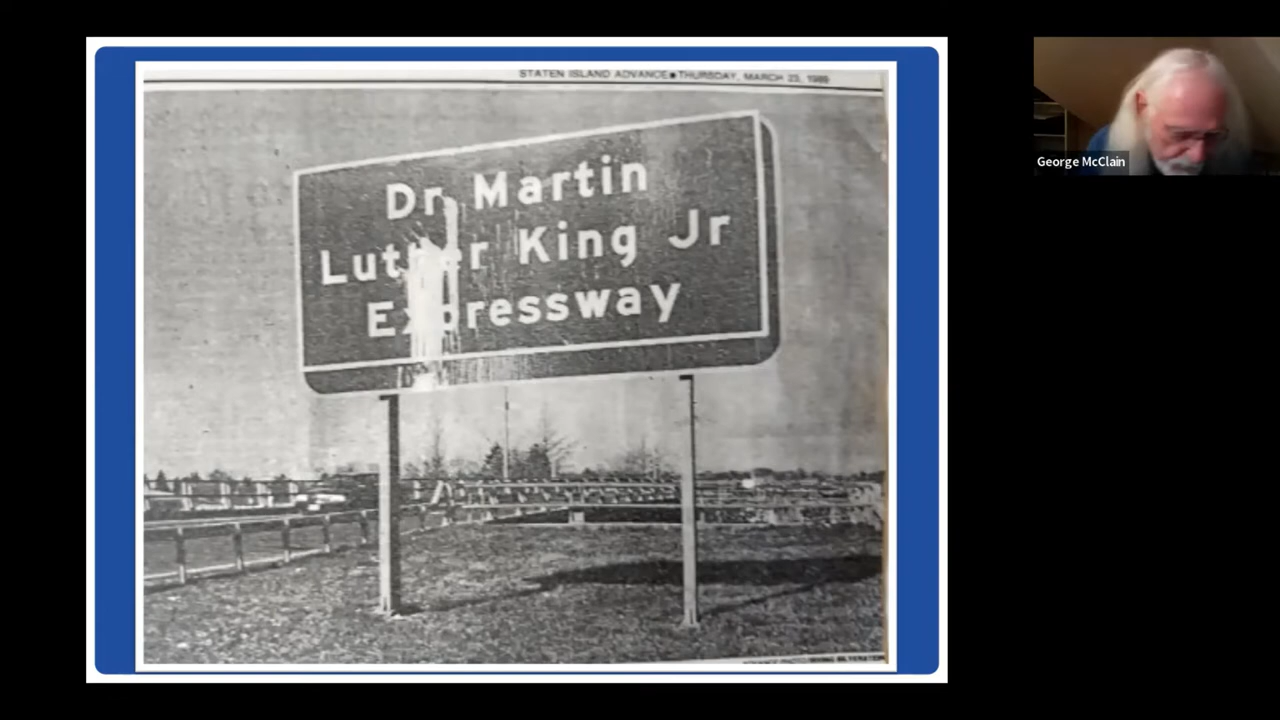 STATEN ISLAND ADVANCE●THURSDAY, MARCH 23, 1989
Dr. Martin
Luther King Jr
Expressway
George McClain